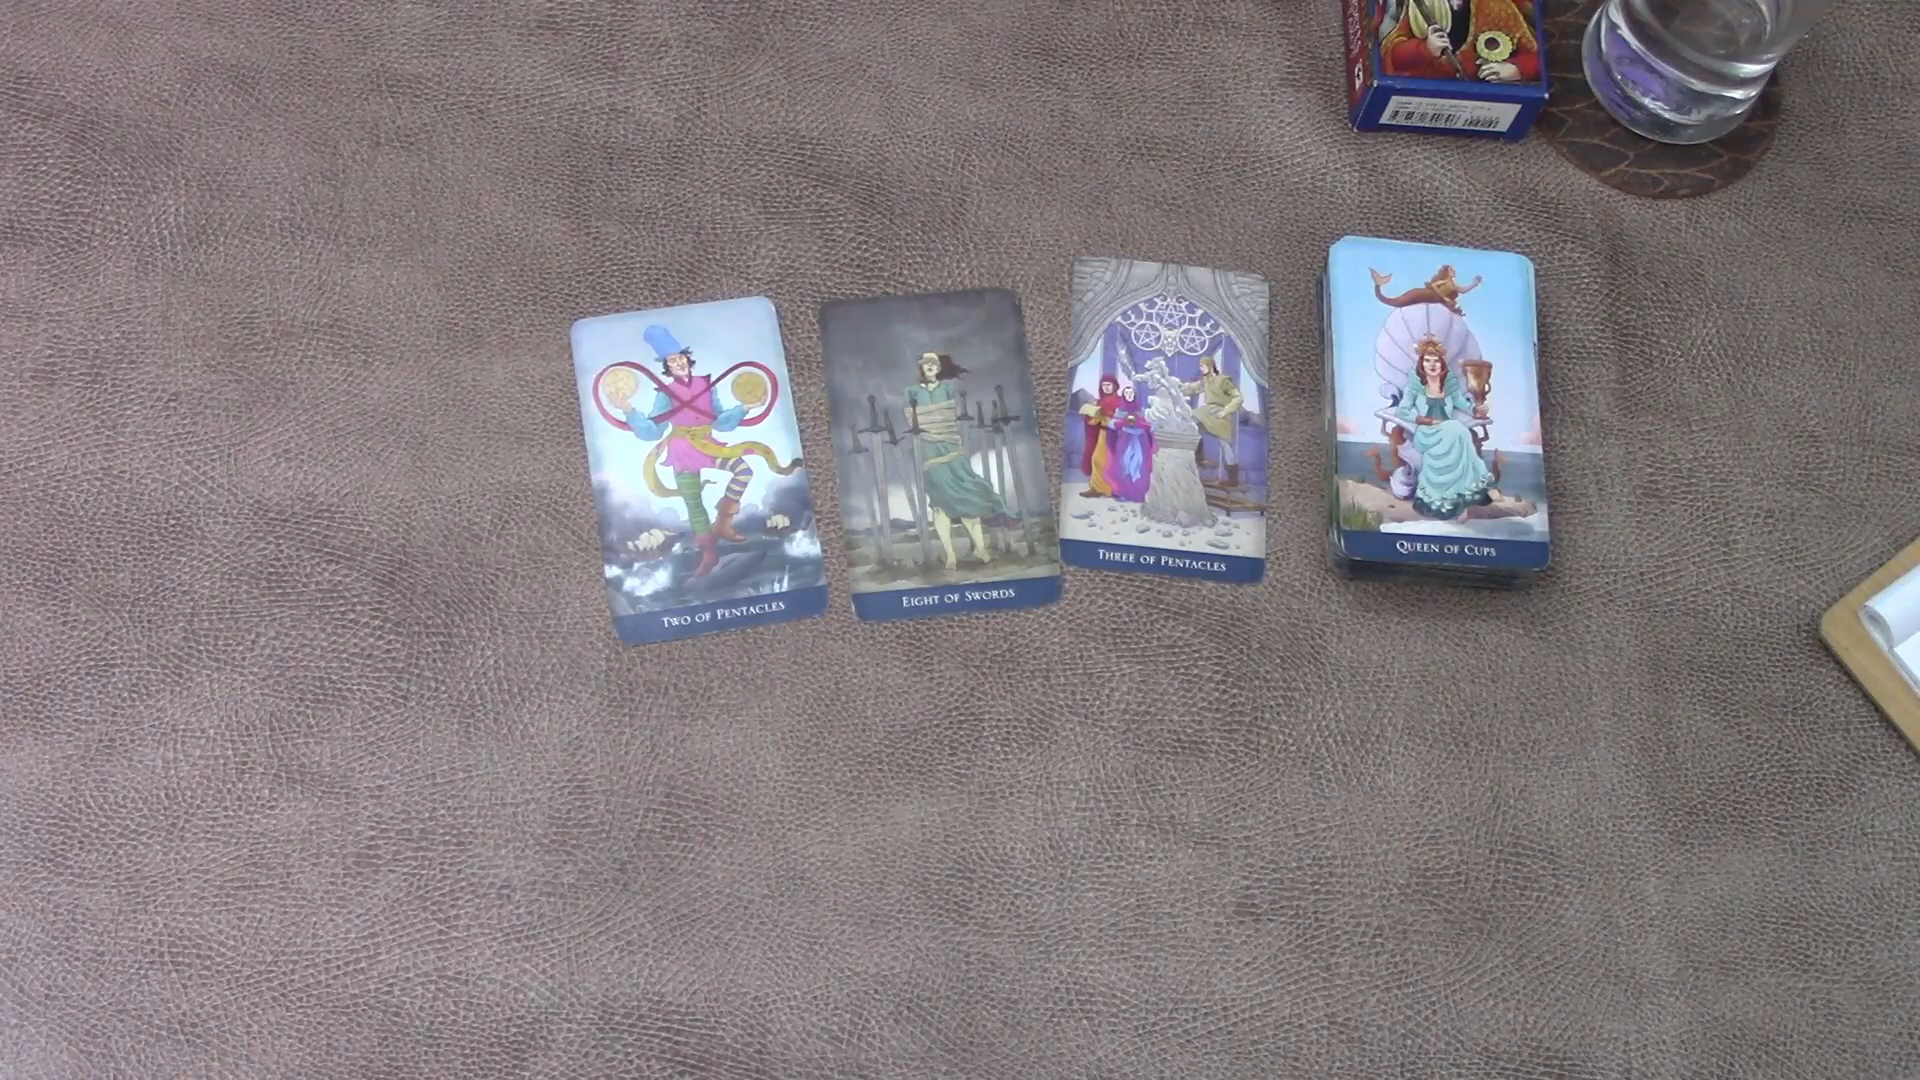 Two of Pentacles
Eight of Swords
Three of Pentacles
Queen of Cups